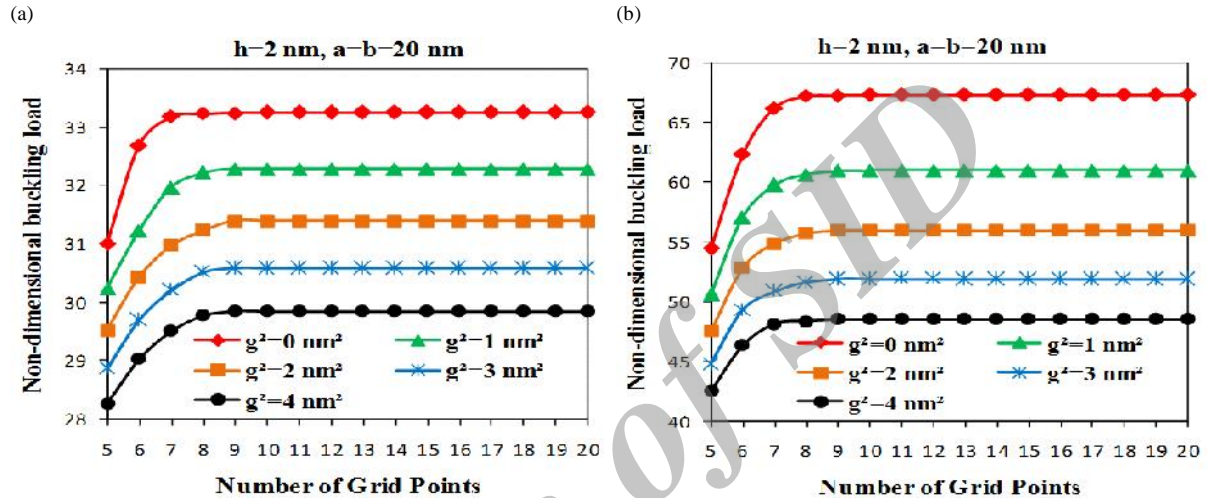 (a)
h=2 nm, a=b=20 nm
Non-dimensional buckling load
34
33
32
31
30
29
28
g²=0 nm²
g²=1 nm²
g²=2 nm²
g²=3 nm²
g²=4 nm²
5 6 7 8 9 10 11 12 13 14 15 16 17 18 19 20
Number of Grid Points
(b)
h=2 nm, a=b=20 nm
Non-dimensional buckling load
70
65
60
55
50
45
40
g²=0 nm²
g²=1 nm²
g²=2 nm²
g²=3 nm²
g²=4 nm²
5 6 7 8 9 10 11 12 13 14 15 16 17 18 19 20
Number of Grid Points
of SID